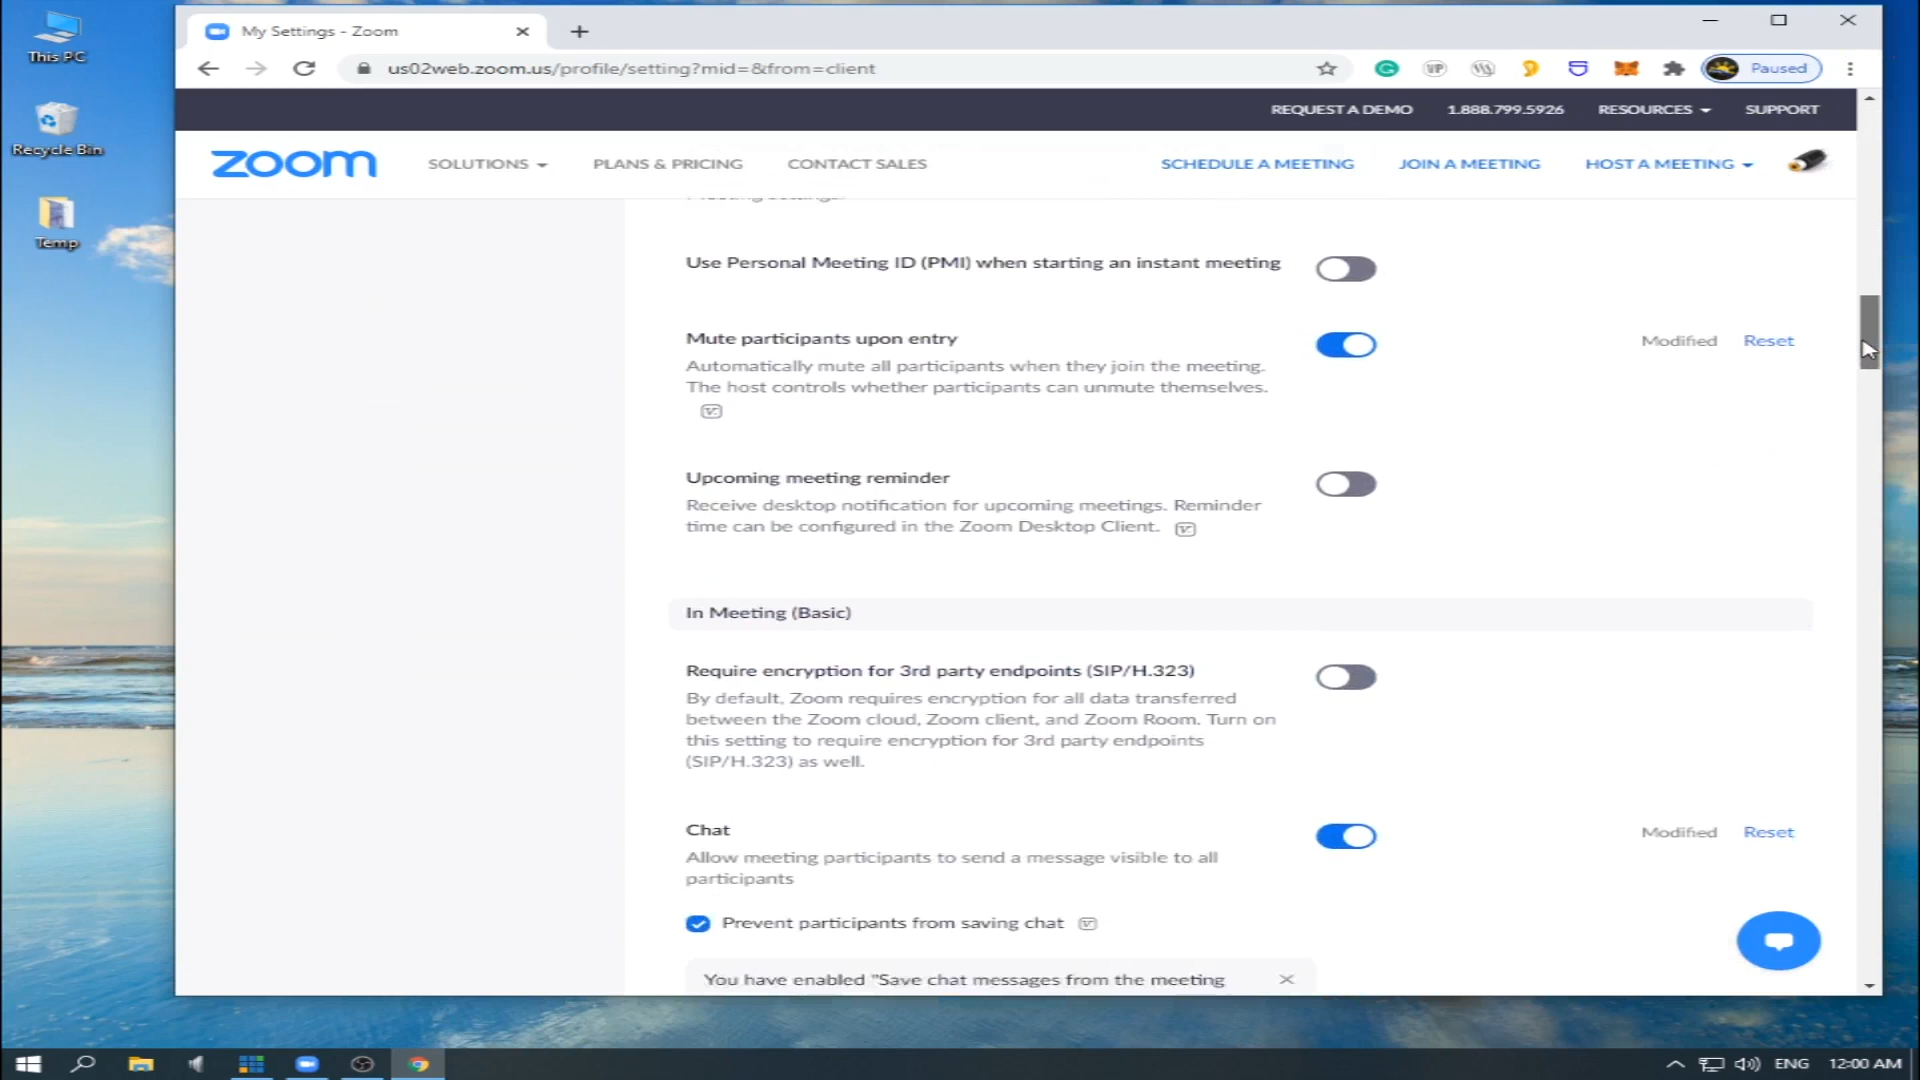 This PC
Recycle Bin
Temp
My Settings - Zoom
us02web.zoom.us/profile/setting?mid=&from=client
Paused
REQUEST A DEMO 1.888.799.5926 RESOURCES SUPPORT
zoom SOLUTIONS PLANS & PRICING CONTACT SALES SCHEDULE A MEETING JOIN A MEETING HOST A MEETING
Use Personal Meeting ID (PMI) when starting an instant meeting
Mute participants upon entry
Modified Reset
Automatically mute all participants when they join the meeting.
The host controls whether participants can unmute themselves.
Upcoming meeting reminder
Receive desktop notification for upcoming meetings. Reminder
time can be configured in the Zoom Desktop Client.
In Meeting (Basic)
Require encryption for 3rd party endpoints (SIP/H.323)
By default, Zoom requires encryption for all data transferred
between the Zoom cloud, Zoom client, and Zoom Room. Turn on
this setting to require encryption for 3rd party endpoints
(SIP/H.323) as well.
Chat
Modified Reset
Allow meeting participants to send a message visible to all
participants
Prevent participants from saving chat
You have enabled "Save chat messages from the meeting
ENG 12:00 AM